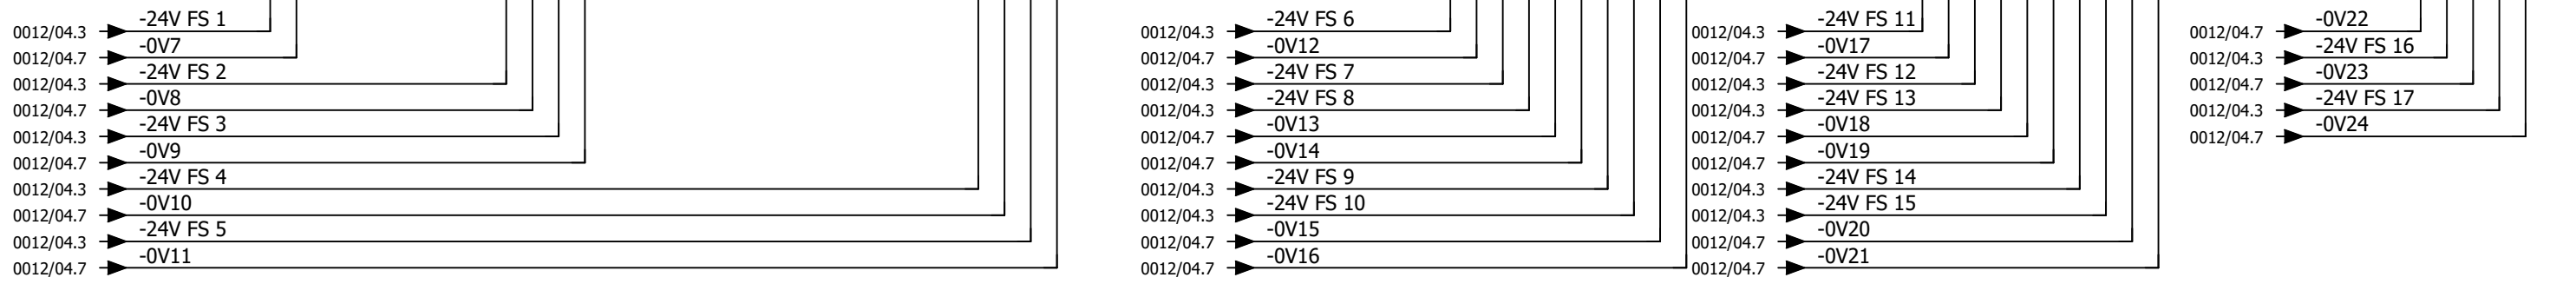 -24V FS 1
0012/04.3
-0V7
0012/04.7
-24V FS 2
0012/04.3
-0V8
0012/04.7
-24V FS 3
0012/04.3
-0V9
0012/04.7
-24V FS 4
0012/04.3
-0V10
0012/04.7
-24V FS 5
0012/04.3
-0V11
0012/04.7
-24V FS 6
0012/04.3
-0V12
0012/04.7
-24V FS 7
0012/04.3
-24V FS 8
0012/04.3
-0V13
0012/04.7
-0V14
0012/04.7
-24V FS 9
0012/04.3
-24V FS 10
0012/04.3
-0V15
0012/04.7
-0V16
0012/04.7
-24V FS 11
0012/04.3
-0V17
0012/04.7
-24V FS 12
0012/04.3
-24V FS 13
0012/04.3
-0V18
0012/04.7
-0V19
0012/04.7
-24V FS 14
0012/04.3
-24V FS 15
0012/04.3
-0V20
0012/04.7
-0V21
0012/04.7
-0V22
0012/04.7
-24V FS 16
0012/04.3
-0V23
0012/04.7
-24V FS 17
0012/04.3
-0V24
0012/04.7